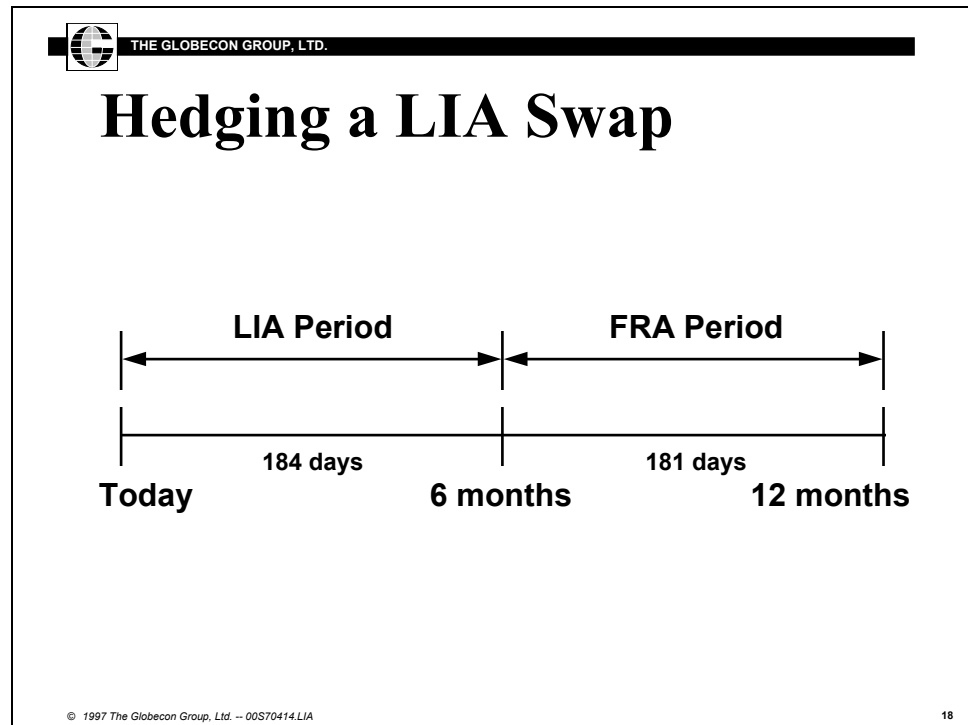 THE GLOBECON GROUP, LTD.
Hedging a LIA Swap
LIA Period FRA Period
184 days 181 days
Today 6 months 12 months
© 1997 The Globecon Group, Ltd. -- 00S70414.LIA 18